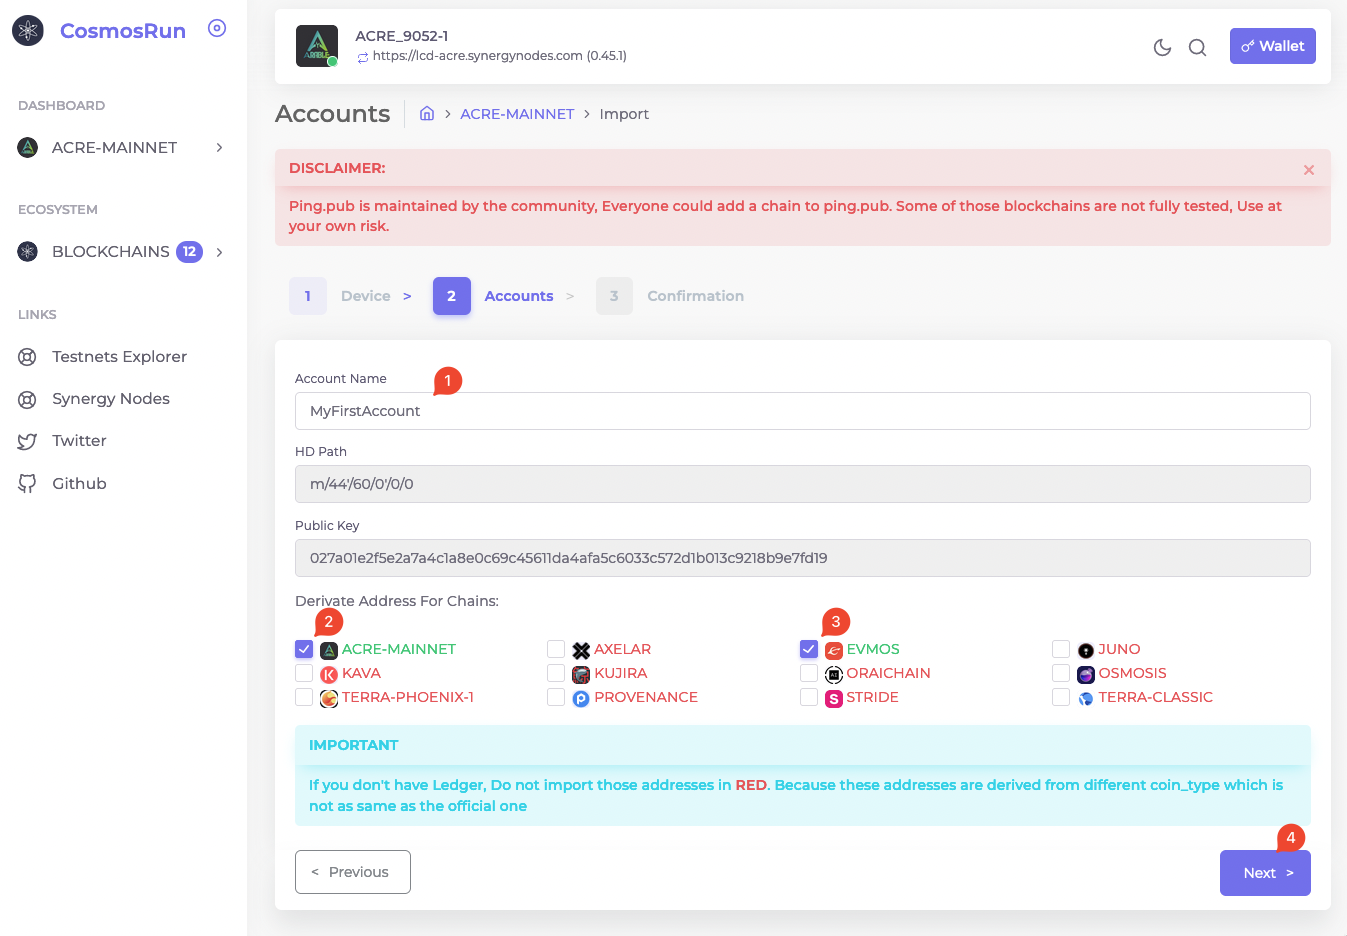 CosmosRun
DASHBOARD
ACRE-MAINNET
ECOSYSTEM
BLOCKCHAINS 12
LINKS
Testnets Explorer
Synergy Nodes
Twitter
Github
ACRE_9052-1
https://lcd-acre.synergynodes.com (0.45.1)
Wallet
Accounts
ACRE-MAINNET > Import
DISCLAIMER:
Ping.pub is maintained by the community, Everyone could add a chain to ping.pub. Some of those blockchains are not fully tested, Use at
your own risk.
1 Device > 2 Accounts > 3 Confirmation
Account Name 1
MyFirstAccount
HD Path
m/44'/60/0'/0/0
Public Key
027a01e2f5e2a7a4c1a8e0c69c45611da4afa5c6033c572d1b013c9218b9e7fd19
Derivate Address For Chains:
2 3
ACRE-MAINNET AXELAR EVMOS JUNO
KAVA KUJIRA ORAICHAIN OSMOSIS
TERRA-PHOENIX-1 PROVENANCE STRIDE TERRA-CLASSIC
IMPORTANT
If you don't have Ledger, Do not import those addresses in RED. Because these addresses are derived from different coin_type which is
not as same as the official one
4
< Previous
Next >